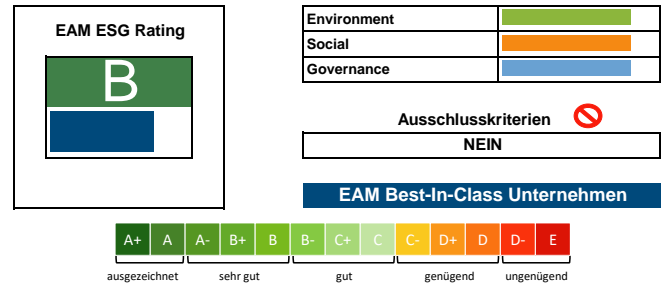 EAM ESG Rating
B
Environment
Social
Governance
Ausschlusskriterien
NEIN
EAM Best-In-Class Unternehmen
A+ A A- B+ B B- C+ C C- D+ D D- E
ausgezeichnet sehr gut gut genügend ungenügend